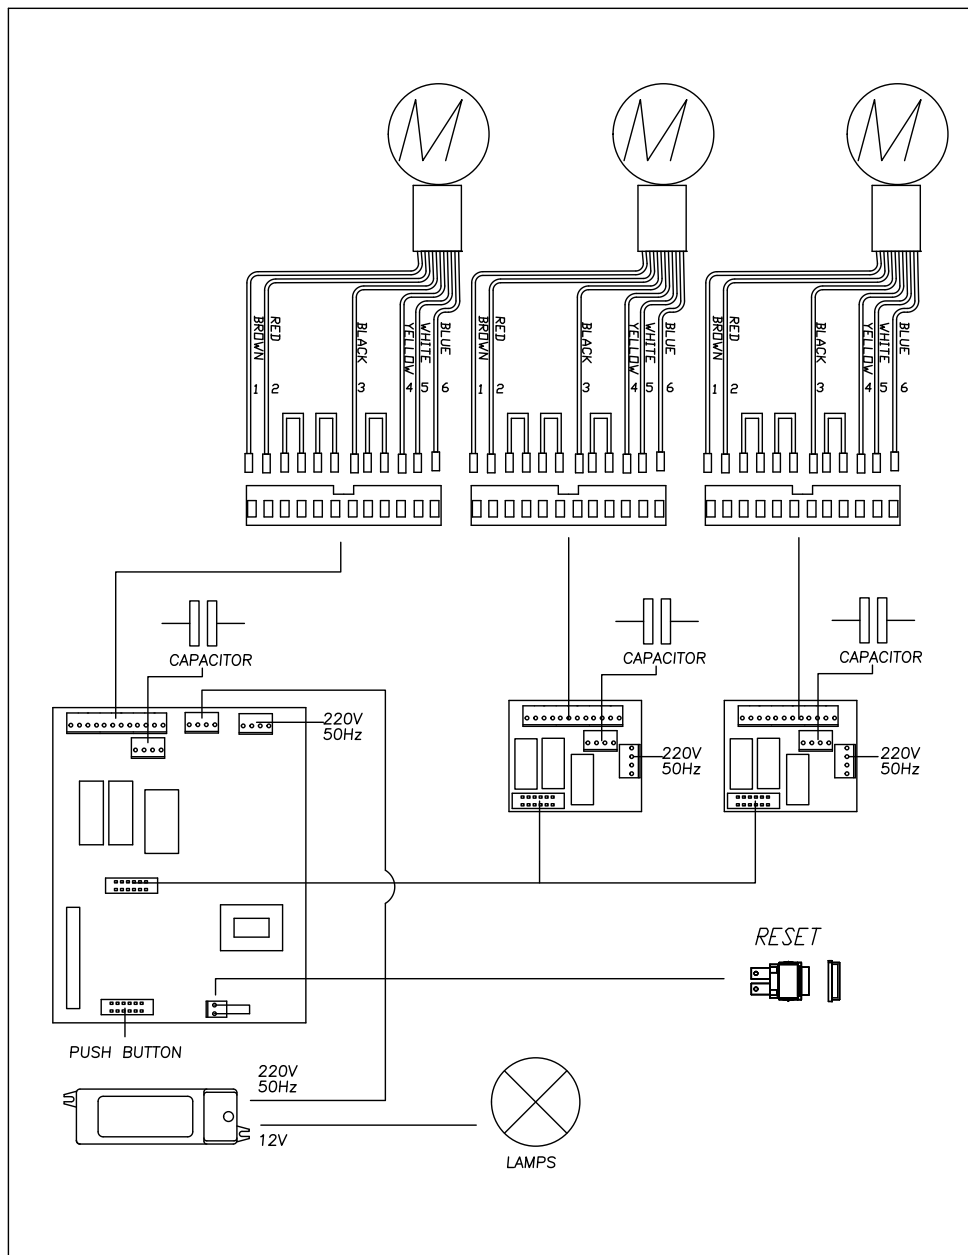 M M M
BROWN RED BLACK YELLOW WHITE BLUE
1 2 3 4 5 6
BROWN RED BLACK YELLOW WHITE BLUE
1 2 3 4 5 6
BROWN RED BLACK YELLOW WHITE BLUE
1 2 3 4 5 6
CAPACITOR
CAPACITOR
CAPACITOR
220V
50Hz
220V
50Hz
220V
50Hz
RESET
PUSH BUTTON
220V
50Hz
12V
LAMPS